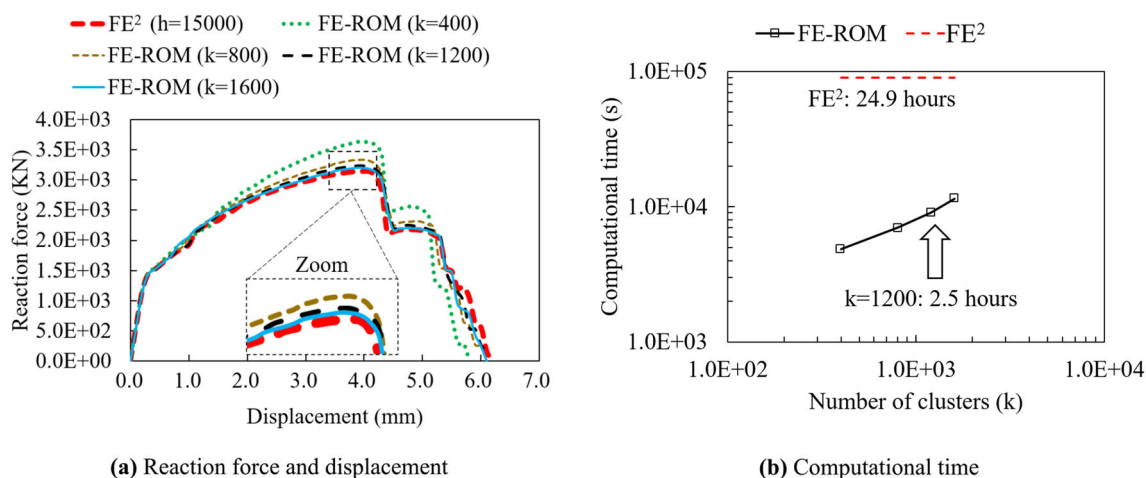 FE² (h=15000)
FE-ROM (k=400)
FE-ROM (k=800)
FE-ROM (k=1200)
FE-ROM (k=1600)
4.0E+03
3.5E+03
3.0E+03
2.5E+03
2.0E+03
1.5E+03
1.0E+03
5.0E+02
0.0E+00
Reaction force (KN)
Zoom
0.0 1.0 2.0 3.0 4.0 5.0 6.0 7.0
Displacement (mm)
(a) Reaction force and displacement
FE-ROM FE²
1.0E+05
1.0E+04
1.0E+03
Computational time (s)
FE²: 24.9 hours
k=1200: 2.5 hours
1.0E+02 1.0E+03 1.0E+04
Number of clusters (k)
(b) Computational time